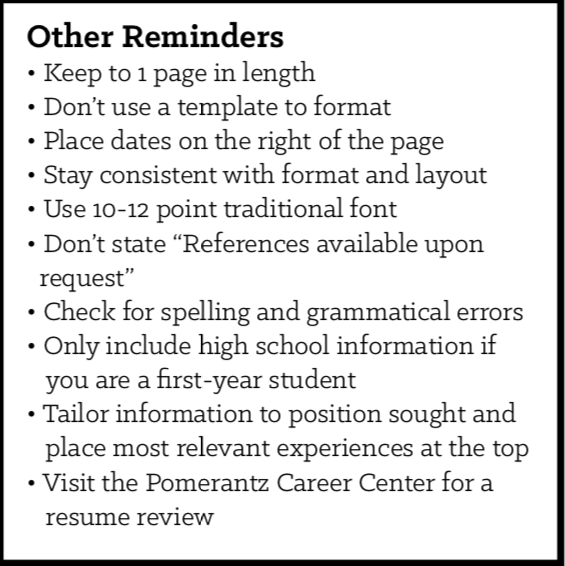 Other Reminders
• Keep to 1 page in length
• Don’t use a template to format
• Place dates on the right of the page
• Stay consistent with format and layout
• Use 10-12 point traditional font
• Don’t state “References available upon
request”
• Check for spelling and grammatical errors
• Only include high school information if
you are a first-year student
• Tailor information to position sought and
place most relevant experiences at the top
• Visit the Pomerantz Career Center for a
resume review